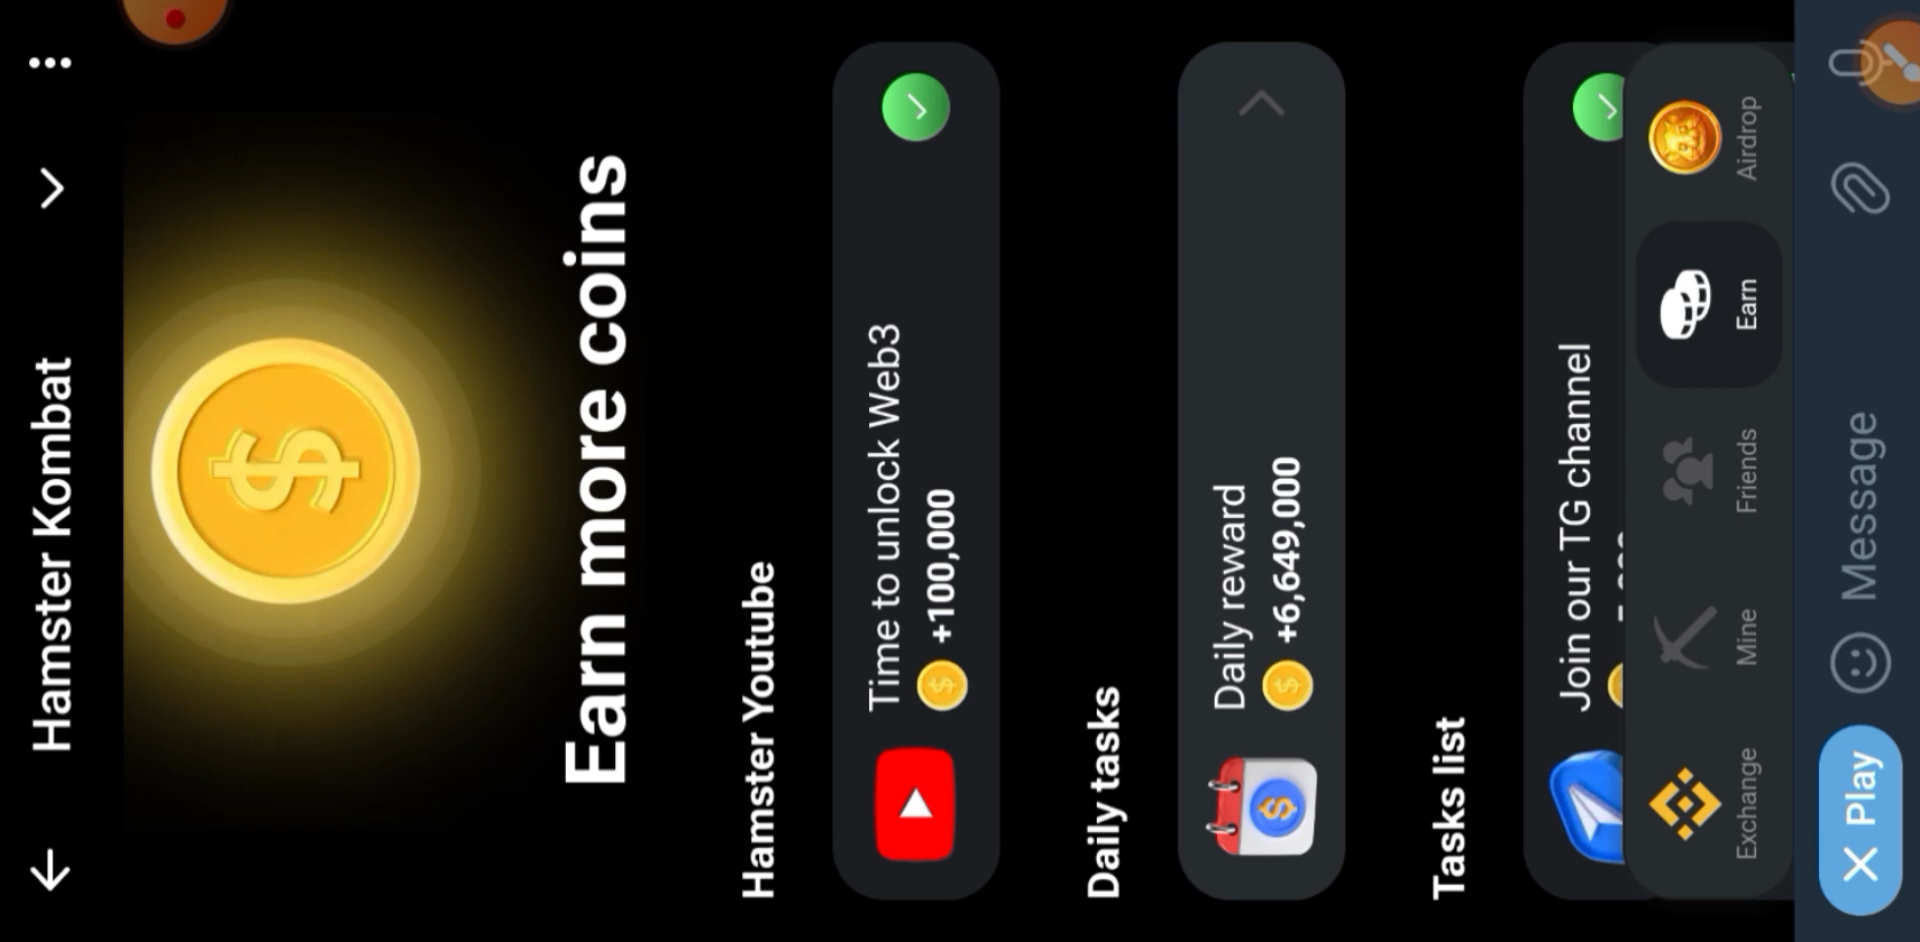 Hamster Kombat
Earn more coins
Hamster Youtube
Time to unlock Web3
+100,000
Daily tasks
Daily reward
+6,649,000
Tasks list
Join our TG channel
Exchange
Mine
Friends
Earn
Airdrop
Play
Message